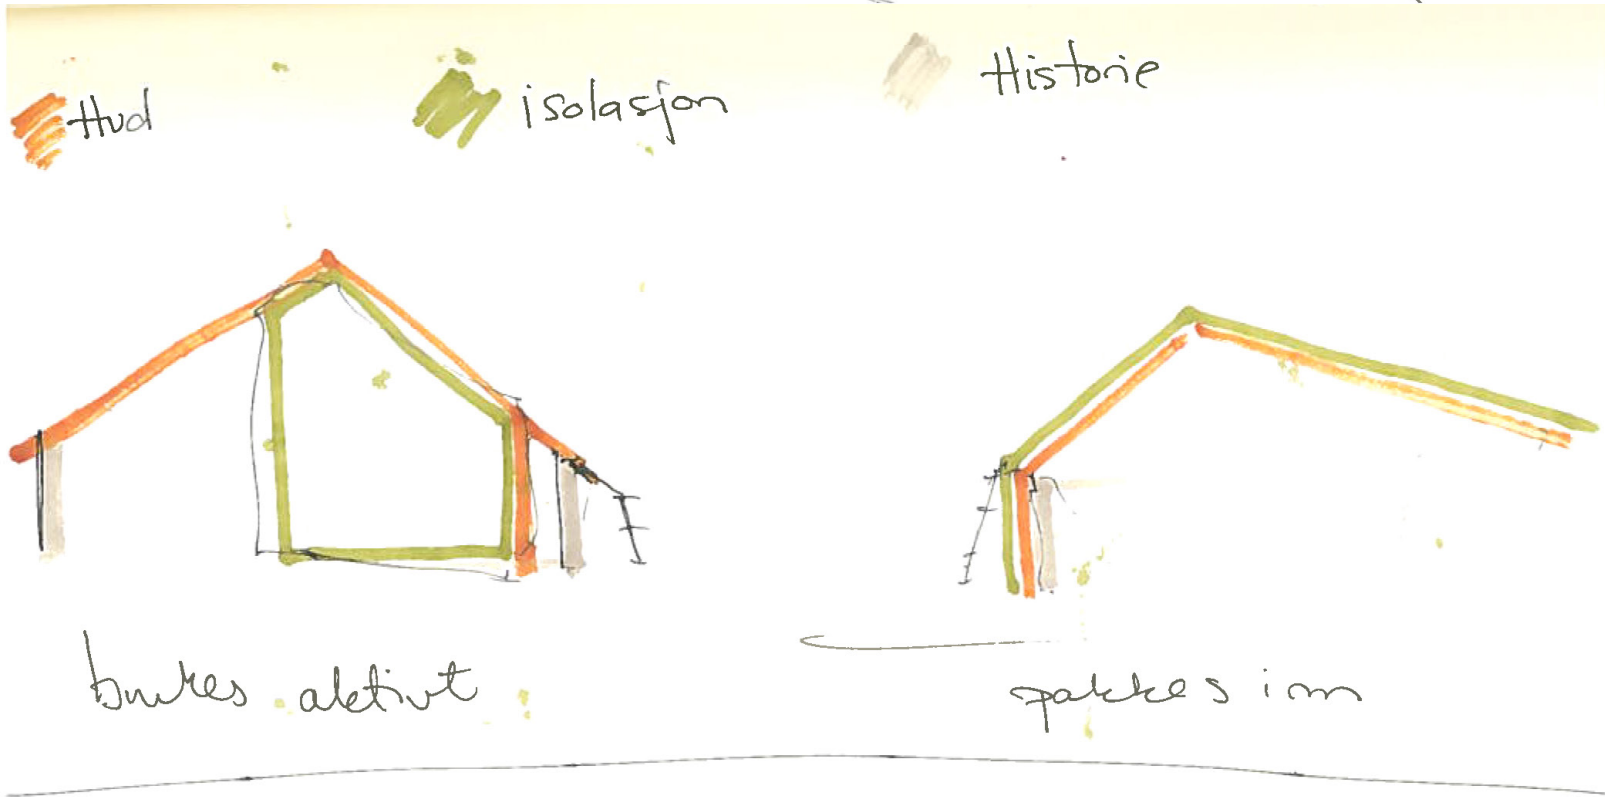 Hud
isolasjon
Historie
brukes aktivt
pakkes inn